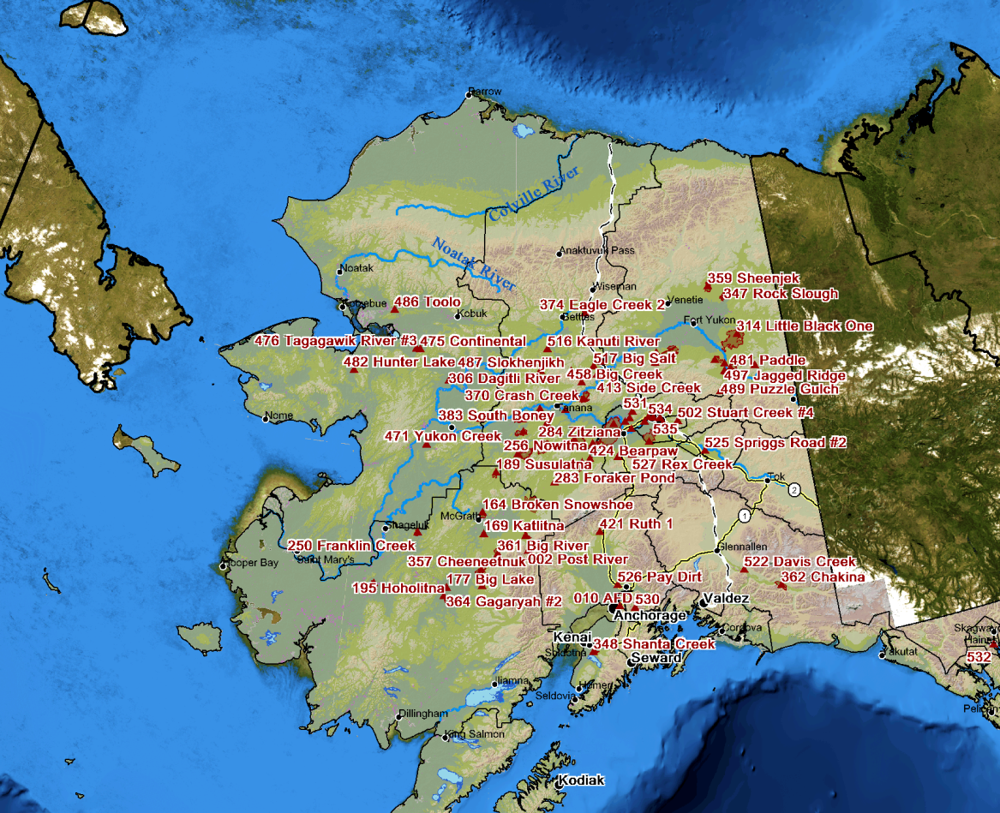 Barrow
Colville River
Noatak River
Anaktuvuk Pass
Noatak
359 Sheenjek
Wiseman
347 Rock Slough
486 Toolo
374 Eagle Creek 2
Venetie
Kobuk
Bettles
Fort Yukon
314 Little Black One
476 Tagagawik River #3
475 Continental
516 Kanuti River
482 Hunter Lake
487 Slokhenjikh
517 Big Salt
481 Paddle
306 Dagitli River
458 Big Creek
497 Jagged Ridge
413 Side Creek
489 Puzzle Gulch
370 Crash Creek
Tanana
531
534
502 Stuart Creek #4
Nome
383 South Boney
535
284 Zitziana
471 Yukon Creek
256 Nowitna
525 Spriggs Road #2
424 Bearpaw
189 Susulatna
527 Rex Creek
283 Foraker Pond
Tok
2
164 Broken Snowshoe
McGrath
1
Shageluk
169 Katlitna
421 Ruth 1
250 Franklin Creek
361 Big River
Glennallen
Saint Mary's
357 Cheeneetnuk
002 Post River
522 Davis Creek
Hooper Bay
177 Big Lake
526 Pay Dirt
362 Chakina
195 Hoholitna
364 Gagaryah #2
010 AFD
530
Valdez
Anchorage
Cordova
Skagway
Kenai
348 Shanta Creek
Haines
Soldotna
Seward
Yakutat
532
Iliamna
Homer
Seldovia
Dillingham
King Salmon
Kodiak